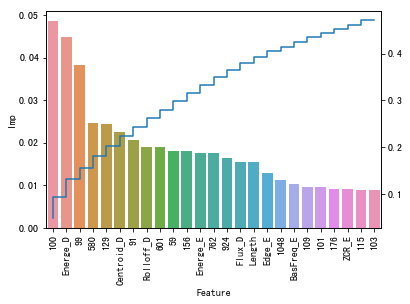 0.05
0.04
0.03
0.02
0.01
0.00
Imp
0.4
0.3
0.2
0.1
100
Energe_D
99
580
129
Centroid_D
91
Rolloff_D
601
59
156
Energe_E
762
924
Flux_D
Length
Edge_E
1048
BasFreq_E
109
101
176
ZCR_E
115
103
Feature